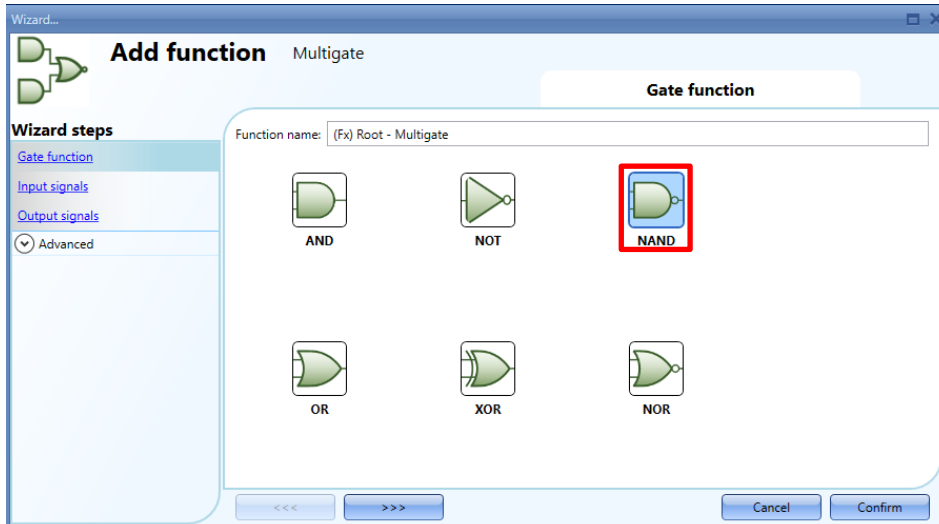 Wizard...
Add function Multigate
Gate function
Wizard steps
Gate function
Input signals
Output signals
Advanced
Function name: (Fx) Root - Multigate
AND NOT NAND
OR XOR NOR
<<< >>> Cancel Confirm